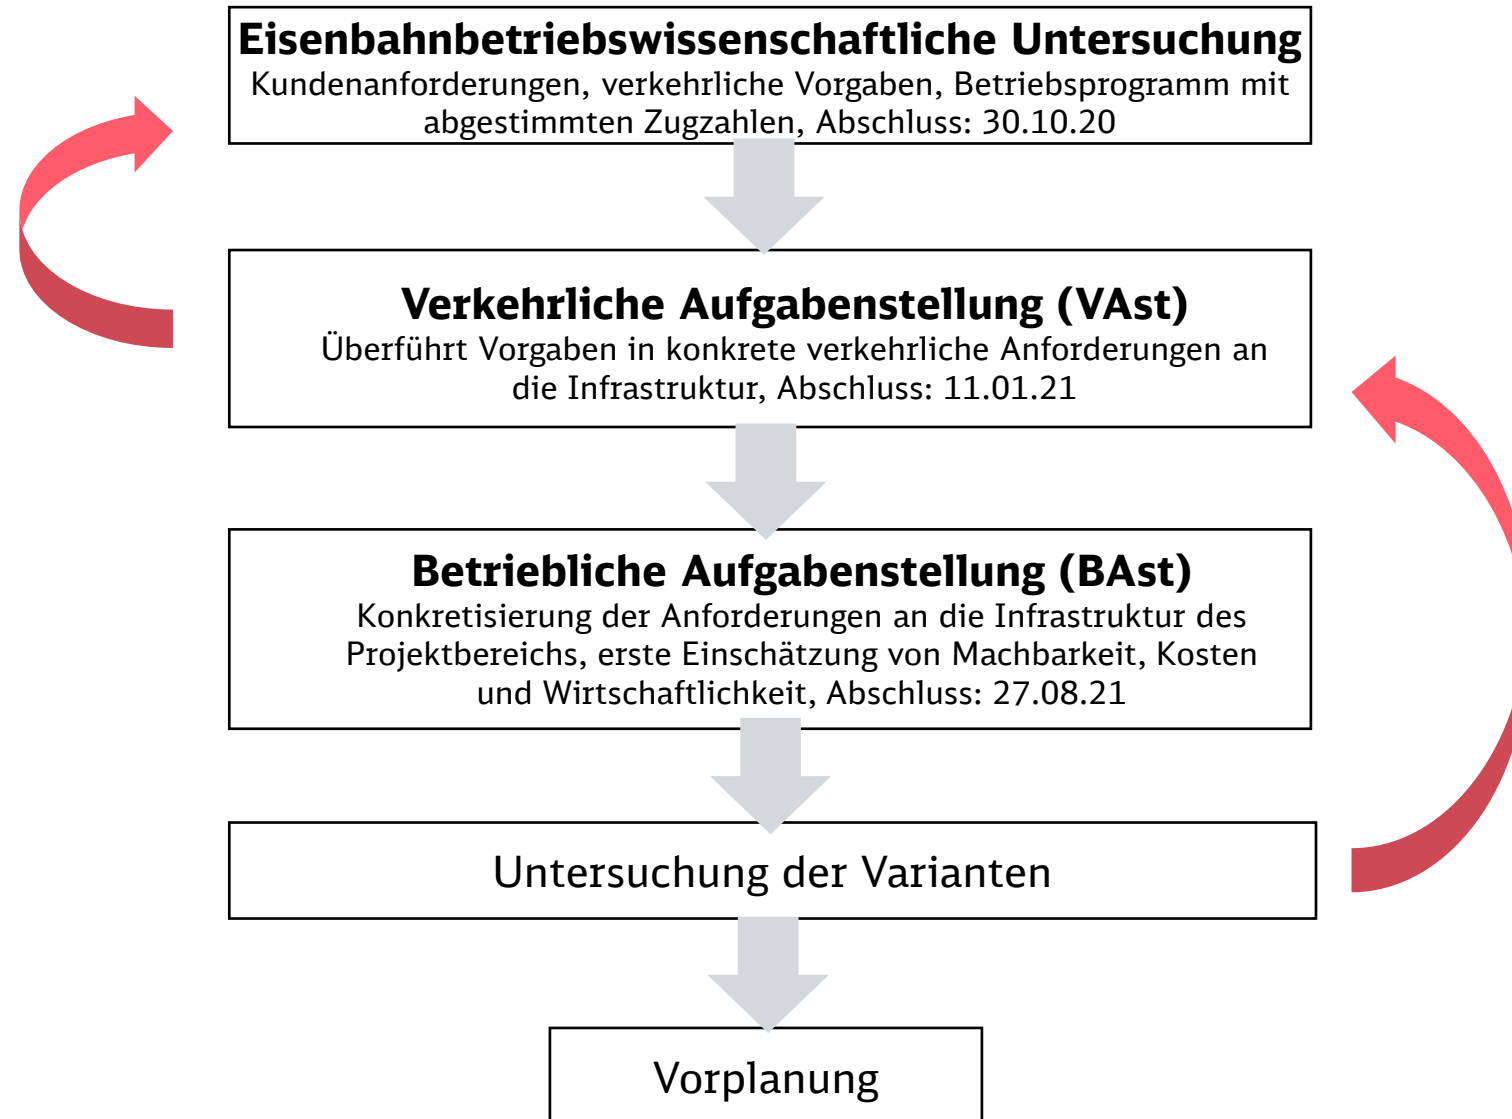 Eisenbahnbetriebswissenschaftliche Untersuchung
Kundenanforderungen, verkehrliche Vorgaben, Betriebsprogramm mit
abgestimmten Zugzahlen, Abschluss: 30.10.20
Verkehrliche Aufgabenstellung (VAst)
Überführt Vorgaben in konkrete verkehrliche Anforderungen an
die Infrastruktur, Abschluss: 11.01.21
Betriebliche Aufgabenstellung (BAst)
Konkretisierung der Anforderungen an die Infrastruktur des
Projektbereichs, erste Einschätzung von Machbarkeit, Kosten
und Wirtschaftlichkeit, Abschluss: 27.08.21
Untersuchung der Varianten
Vorplanung